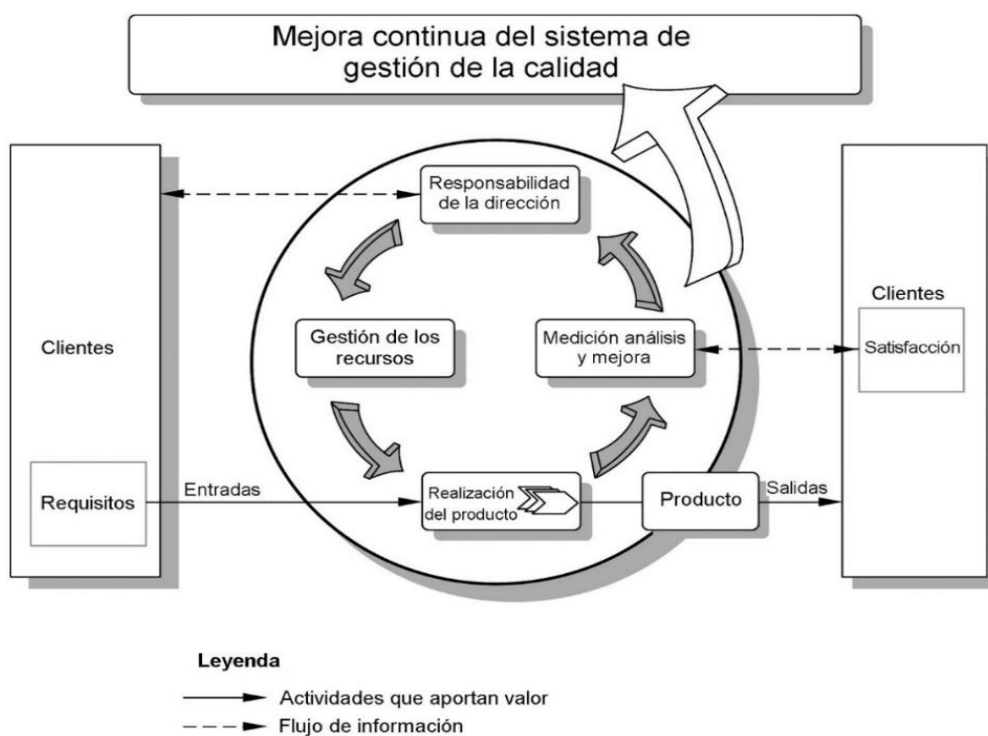 Mejora continua del sistema de
gestión de la calidad
Responsabilidad
de la dirección
Clientes
Gestión de los
recursos
Medición análisis
y mejora
Clientes
Satisfacción
Requisitos
Entradas
Realización
del producto
Producto
Salidas
Leyenda
Actividades que aportan valor
Flujo de información